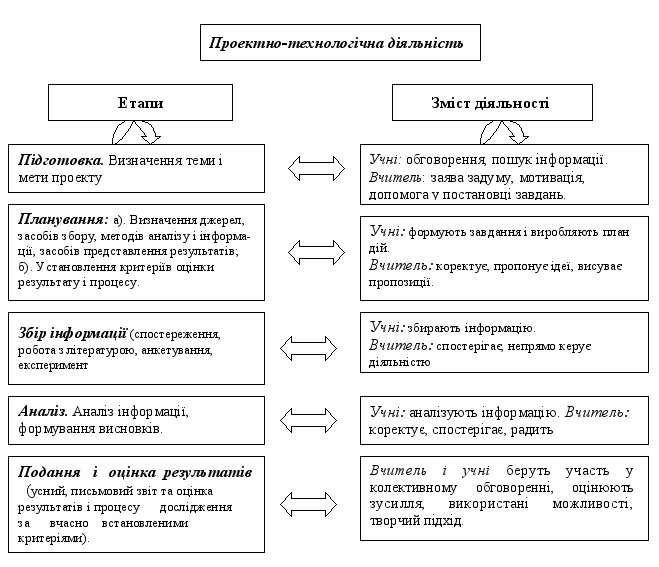 Проектно-технологічна діяльність
Етапи
Зміст діяльності
Підготовка. Визначення теми і
мети проекту
Учні: обговорення, пошук інформації.
Вчитель: заява задуму, мотивація,
допомога у постановці завдань.
Планування: а). Визначення джерел,
засобів збору, методів аналізу і інформа-
ції, засобів представлення результатів;
б). Установлення критеріїв оцінки
результату і процесу.
Учні: формують завдання і виробляють план
дій.
Вчитель: коректує, пропонує ідеї, висуває
пропозиції.
Збір інформації (спостереження,
робота з літературою, анкетування,
експеримент
Учні: збирають інформацію.
Вчитель: спостерігає, непрямо керує
діяльністю
Аналіз. Аналіз інформації,
формування висновків.
Учні: аналізують інформацію. Вчитель:
коректує, спостерігає, радить
Подання і оцінка результатів
(усний, письмовий звіт та оцінка
результатів і процесу дослідження
за вчасно встановленими
критеріями).
Вчитель і учні беруть участь у
колективному обговоренні, оцінюють
зусилля, використані можливості,
творчий підхід.